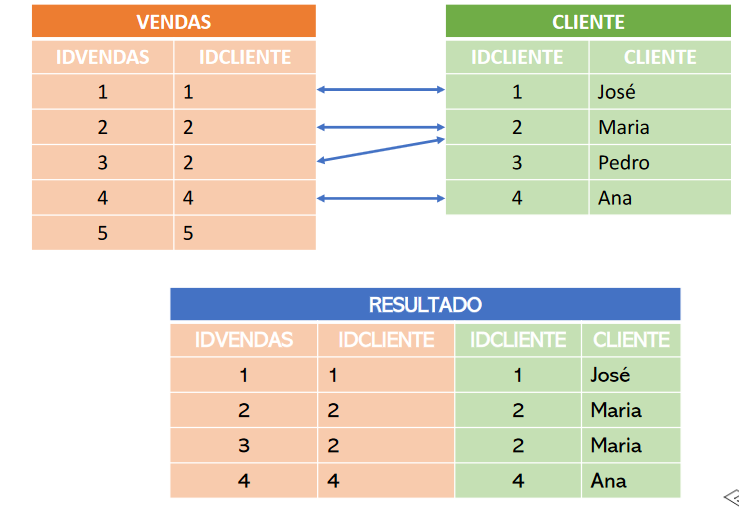 VENDAS
IDVENDAS IDCLIENTE
1 1
2 2
3 2
4 4
5 5
CLIENTE
IDCLIENTE CLIENTE
1 José
2 Maria
3 Pedro
4 Ana
RESULTADO
IDVENDAS IDCLIENTE IDCLIENTE CLIENTE
1 1 1 José
2 2 2 Maria
3 2 2 Maria
4 4 4 Ana